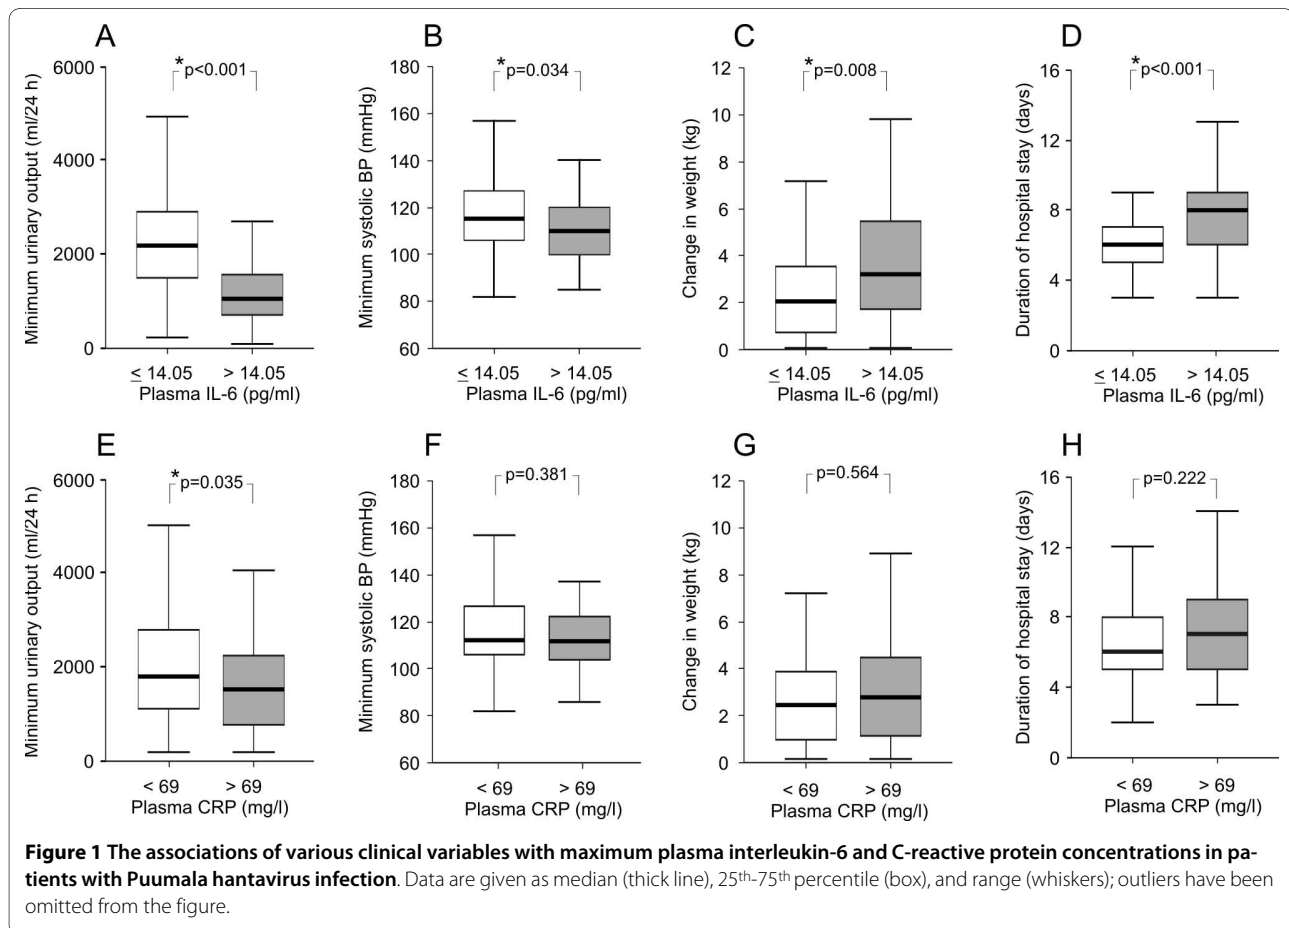 A
B
C
D
*p<0.001
*p=0.034
*p=0.008
*p<0.001
Minimum urinary output (ml/24 h)
6000
4000
2000
0
Minimum systolic BP (mmHg)
180
160
140
120
100
80
60
Change in weight (kg)
12
10
8
6
4
2
0
Duration of hospital stay (days)
16
12
8
4
0
≤ 14.05 > 14.05
Plasma IL-6 (pg/ml)
≤ 14.05 > 14.05
Plasma IL-6 (pg/ml)
≤ 14.05 > 14.05
Plasma IL-6 (pg/ml)
≤ 14.05 > 14.05
Plasma IL-6 (pg/ml)
E
F
G
H
*p=0.035
p=0.381
p=0.564
p=0.222
Minimum urinary output (ml/24 h)
6000
4000
2000
0
Minimum systolic BP (mmHg)
180
160
140
120
100
80
60
Change in weight (kg)
12
10
8
6
4
2
0
Duration of hospital stay (days)
16
12
8
4
0
< 69 > 69
Plasma CRP (mg/l)
< 69 > 69
Plasma CRP (mg/l)
< 69 > 69
Plasma CRP (mg/l)
< 69 > 69
Plasma CRP (mg/l)
Figure 1 The associations of various clinical variables with maximum plasma interleukin-6 and C-reactive protein concentrations in pa-
tients with Puumala hantavirus infection. Data are given as median (thick line), 25th-75th percentile (box), and range (whiskers); outliers have been
omitted from the figure.